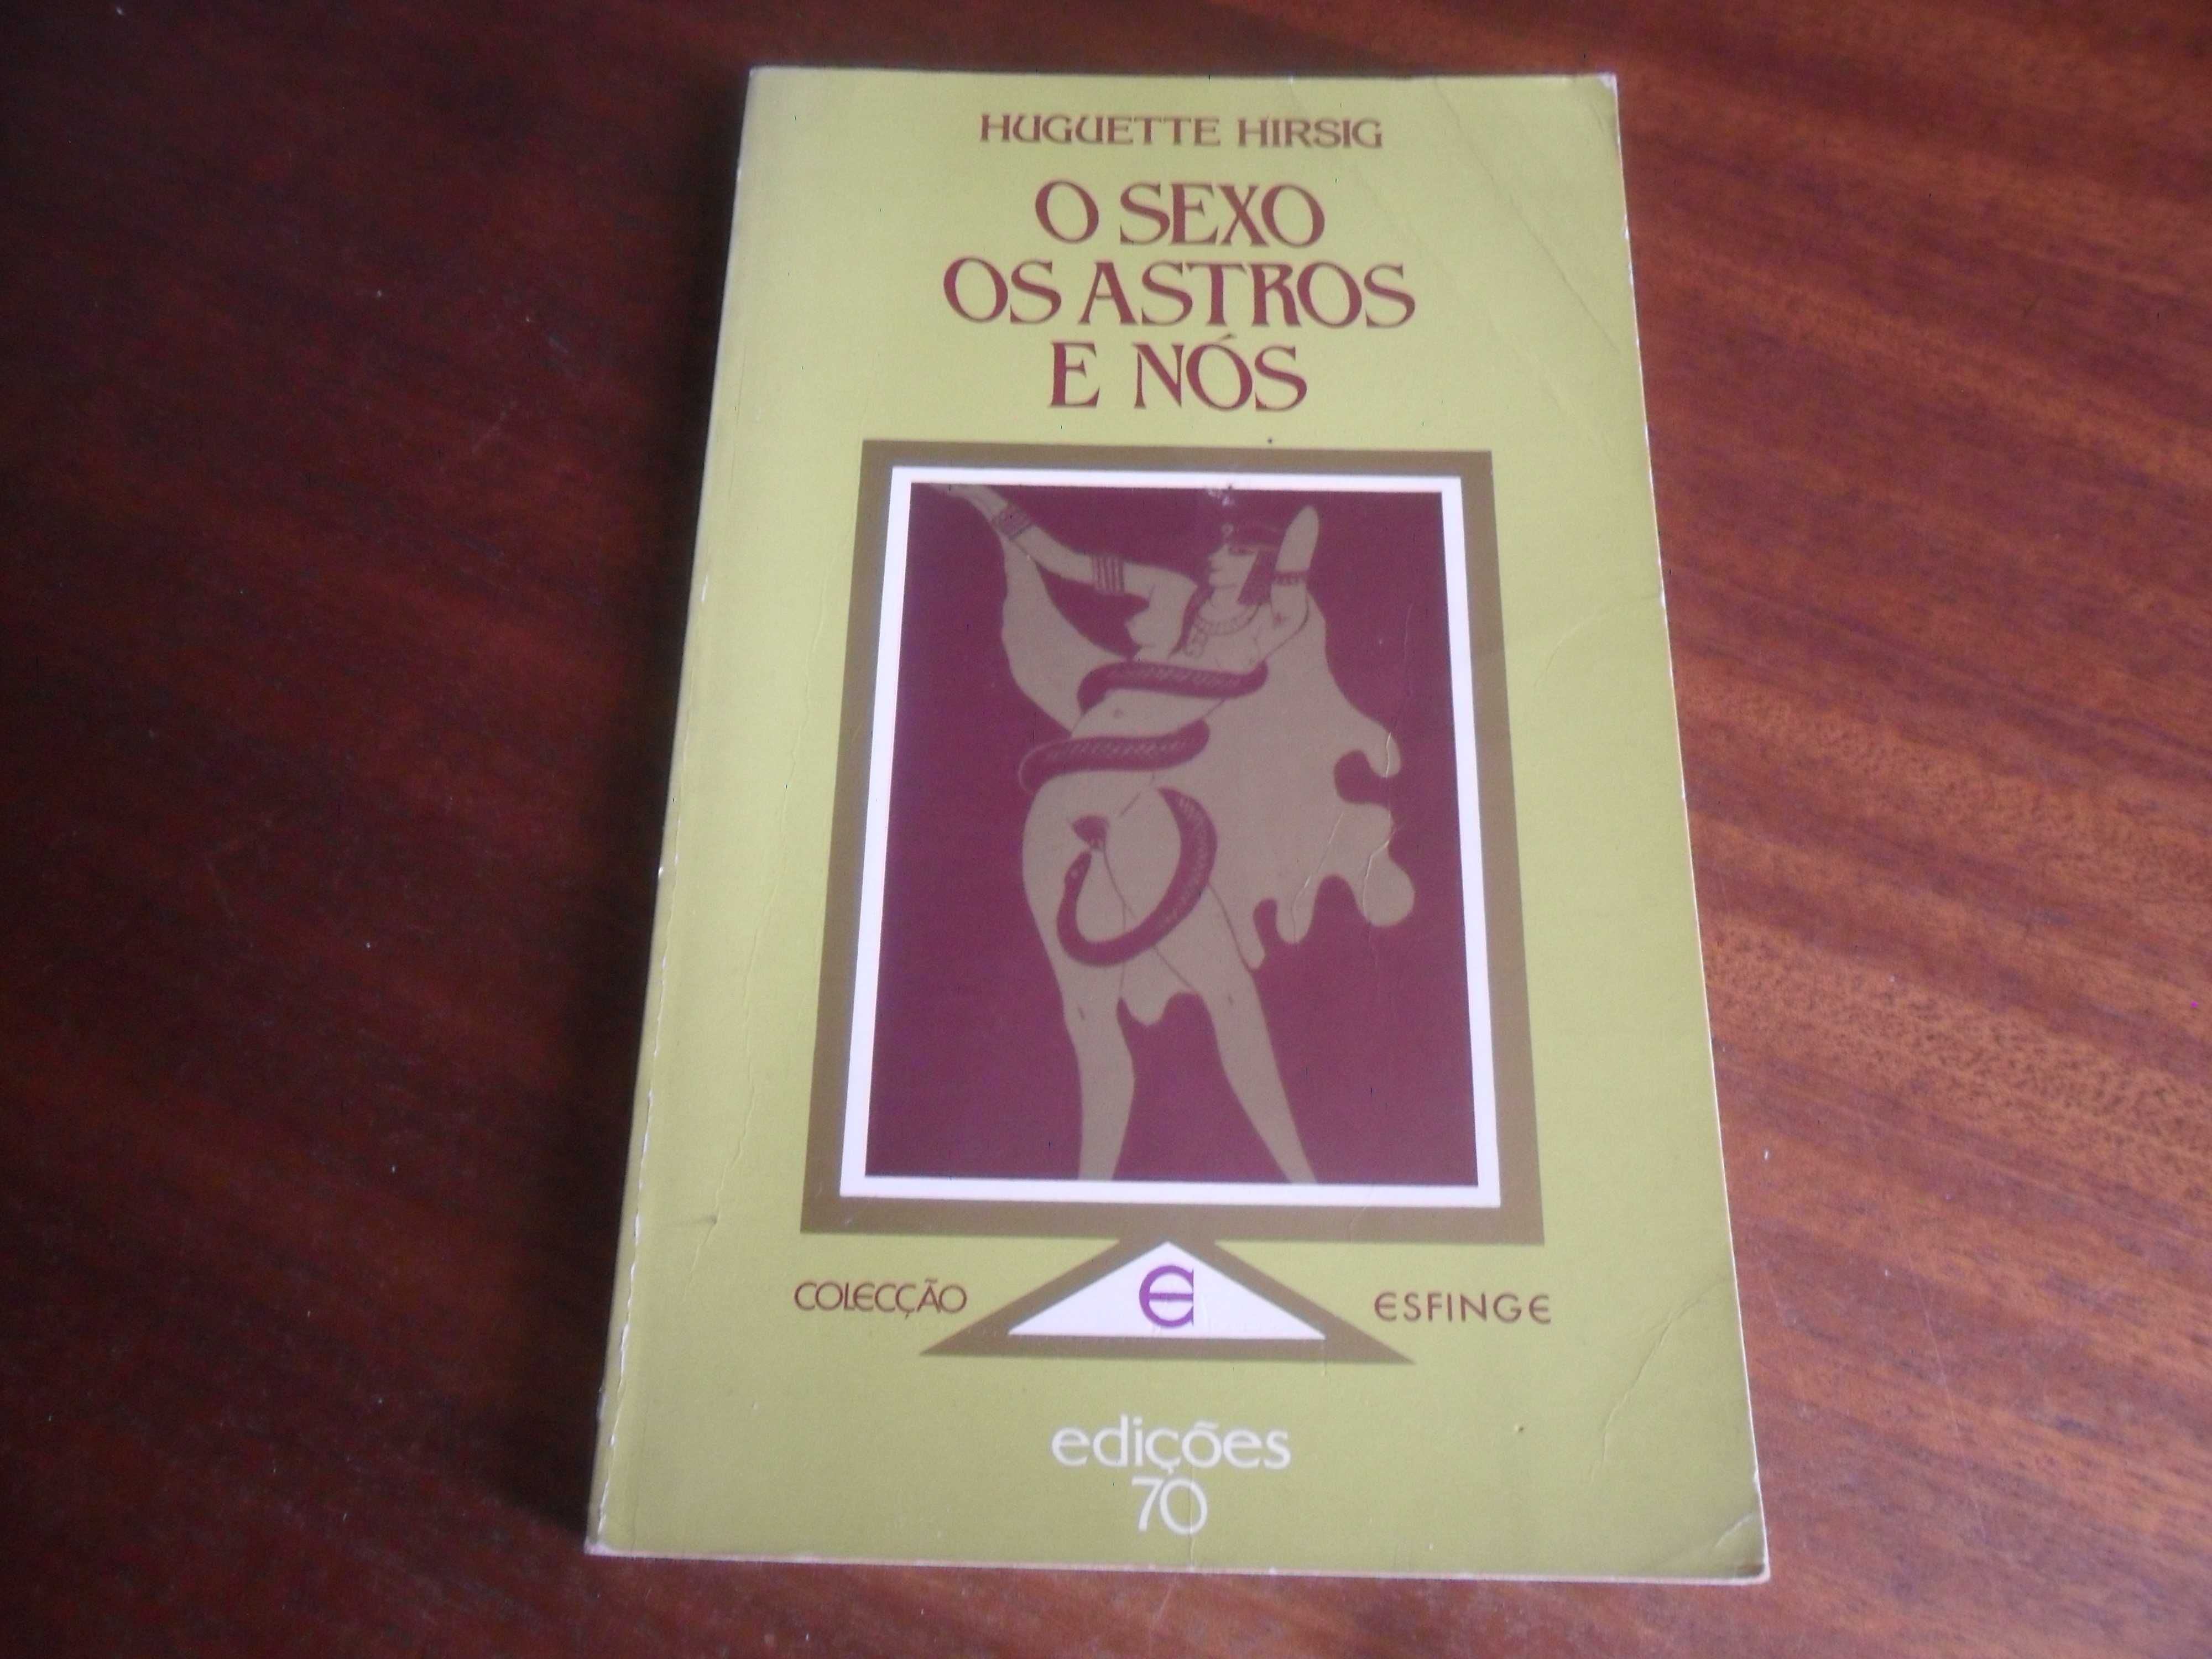 HUGUETTE HIRSIG
O SEXO
OS ASTROS
E NÓS
COLECÇÃO
E
ESFINGE
edições
70